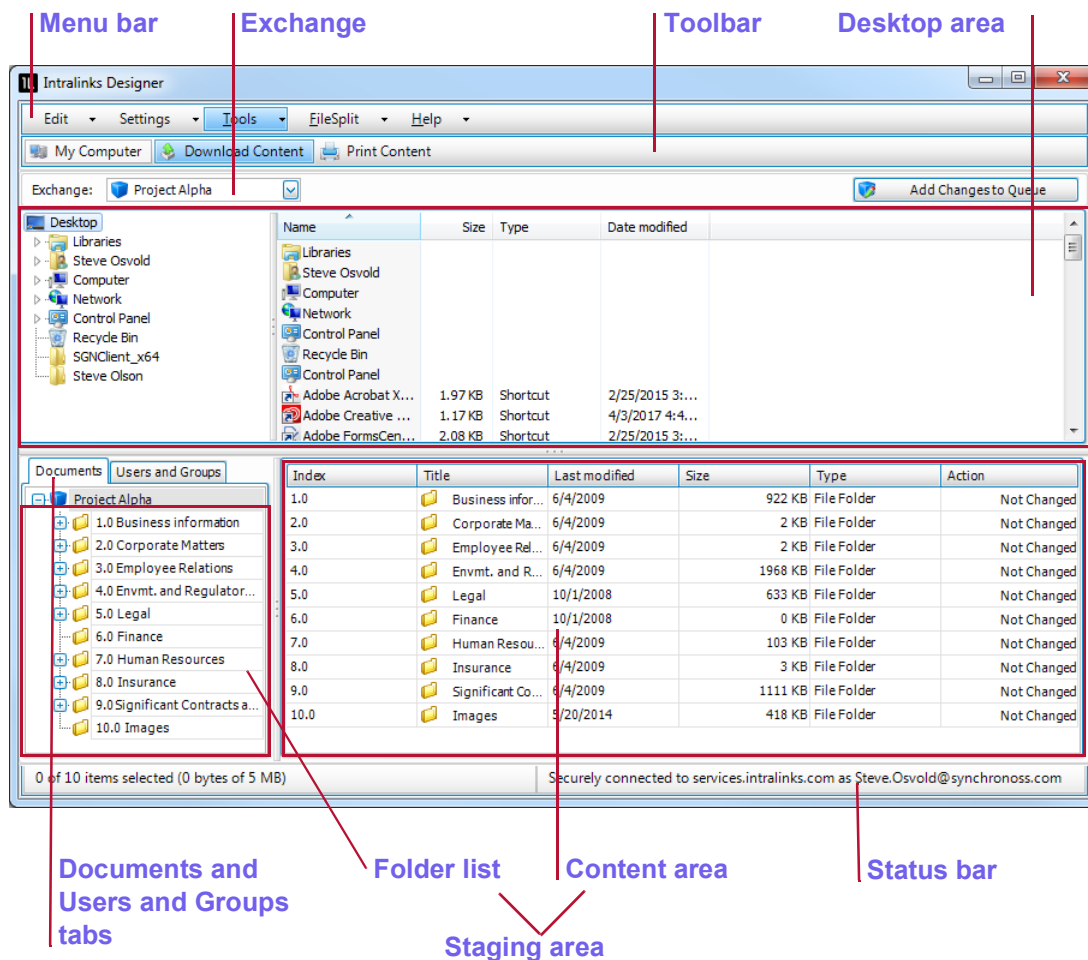 Menu bar Exchange Toolbar Desktop area
Intralinks Designer
Edit Settings Tools FileSplit Help
My Computer Download Content Print Content
Exchange: Project Alpha Add Changes to Queue
Desktop
Libraries
Steve Osvold
Computer
Network
Control Panel
Recycle Bin
SGNClient_x64
Steve Olson
Name Size Type Date modified
Libraries
Steve Osvold
Computer
Network
Control Panel
Recycle Bin
Control Panel
Adobe Acrobat X... 1.97 KB Shortcut 2/25/2015 3:...
Adobe Creative ... 1.17 KB Shortcut 4/3/2017 4:4...
Adobe FormsCen... 2.08 KB Shortcut 2/25/2015 3:...
Documents Users and Groups
Project Alpha
1.0 Business information
2.0 Corporate Matters
3.0 Employee Relations
4.0 Envmt. and Regulator...
5.0 Legal
6.0 Finance
7.0 Human Resources
8.0 Insurance
9.0 Significant Contracts a...
10.0 Images
Index Title Last modified Size Type Action
1.0 Business infor... 6/4/2009 922 KB File Folder Not Changed
2.0 Corporate Ma... 6/4/2009 2 KB File Folder Not Changed
3.0 Employee Rel... 6/4/2009 2 KB File Folder Not Changed
4.0 Envmt. and R... 6/4/2009 1968 KB File Folder Not Changed
5.0 Legal 10/1/2008 633 KB File Folder Not Changed
6.0 Finance 10/1/2008 0 KB File Folder Not Changed
7.0 Human Resou... 6/4/2009 103 KB File Folder Not Changed
8.0 Insurance 6/4/2009 3 KB File Folder Not Changed
9.0 Significant Co... 6/4/2009 1111 KB File Folder Not Changed
10.0 Images 5/20/2014 418 KB File Folder Not Changed
0 of 10 items selected (0 bytes of 5 MB) Securely connected to services.intralinks.com as Steve.Osvold@synchronoss.com
Documents and
Users and Groups
tabs
Folder list Content area Status bar
Staging area